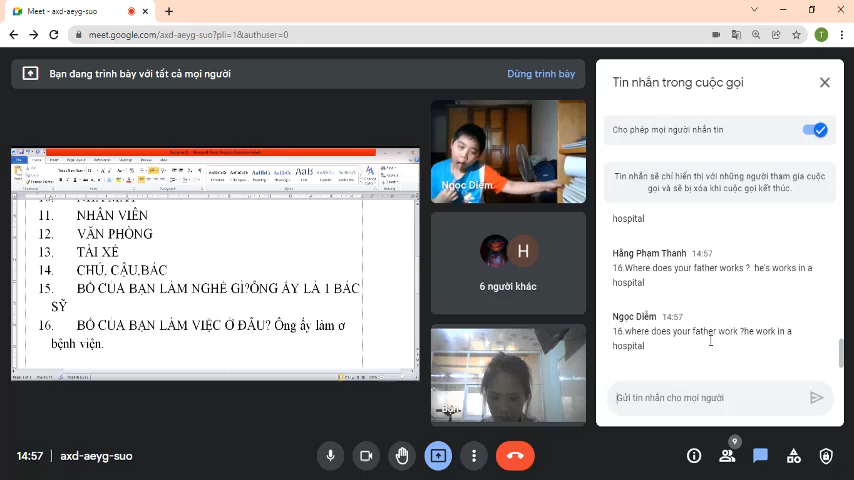 Meet - axd-aeyg-suo
meet.google.com/axd-aeyg-suo?pli=1&authuser=0
T
Bạn đang trình bày với tất cả mọi người
Dừng trình bày
11. NHÂN VIÊN
12. VĂN PHÒNG
13. TÀI XẾ
14. CHÚ, CẬU,BÁC
15. BỐ CỦA BẠN LÀM NGHỀ GÌ?ÔNG ẤY LÀ 1 BÁC
SỸ
16. BỐ CỦA BẠN LÀM VIỆC Ở ĐÂU? Ông ấy làm ở
bệnh viện.
Ngọc Diễm
H
6 người khác
Bạn
Tin nhắn trong cuộc gọi
Cho phép mọi người nhắn tin
Tin nhắn sẽ chỉ hiển thị với những người tham gia cuộc
gọi và sẽ bị xóa khi cuộc gọi kết thúc.
hospital
Hằng Phạm Thanh 14:57
16.Where does your father works ? he's works in a
hospital
Ngọc Diễm 14:57
16.where does your father work ?he work in a
hospital
Gửi tin nhắn cho mọi người
14:57 | axd-aeyg-suo
9